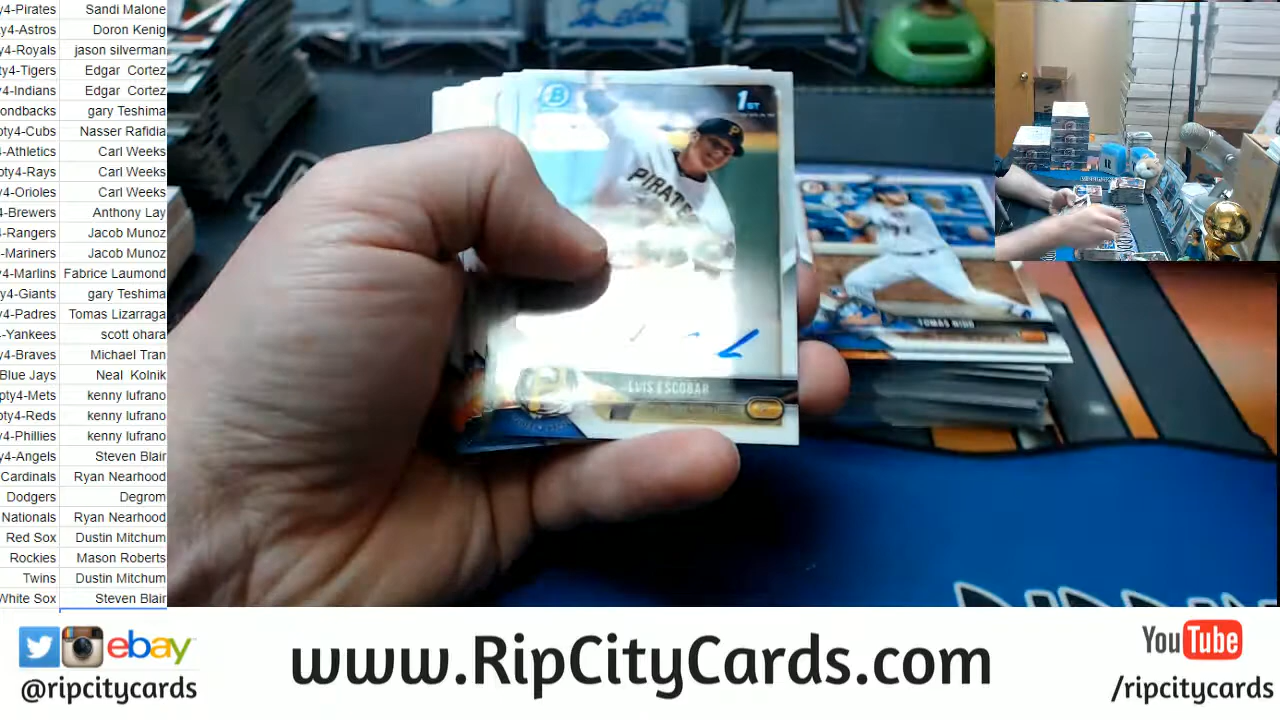 y4-Pirates Sandi Malone
y4-Astros Doron Kenig
y4-Royals jason silverman
ty4-Tigers Edgar Cortez
y4-Indians Edgar Cortez
ondbacks gary Teshima
pty4-Cubs Nasser Rafidia
4-Athletics Carl Weeks
pty4-Rays Carl Weeks
4-Orioles Carl Weeks
4-Brewers Anthony Lay
4-Rangers Jacob Munoz
-Mariners Jacob Munoz
y4-Marlins Fabrice Laumond
y4-Giants gary Teshima
y4-Padres Tomas Lizarraga
4-Yankees scott ohara
y4-Braves Michael Tran
Blue Jays Neal Kolnik
pty4-Mets kenny lufrano
pty4-Reds kenny lufrano
4-Phillies kenny lufrano
y4-Angels Steven Blair
Cardinals Ryan Nearhood
Dodgers Degrom
Nationals Ryan Nearhood
Red Sox Dustin Mitchum
Rockies Mason Roberts
Twins Dustin Mitchum
White Sox Steven Blair
B
1ST
P
PIRATES
LUIS ESCOBAR
TOMAS NIDO
ebay
@ripcitycards
www.RipCityCards.com
YouTube
/ripcitycards